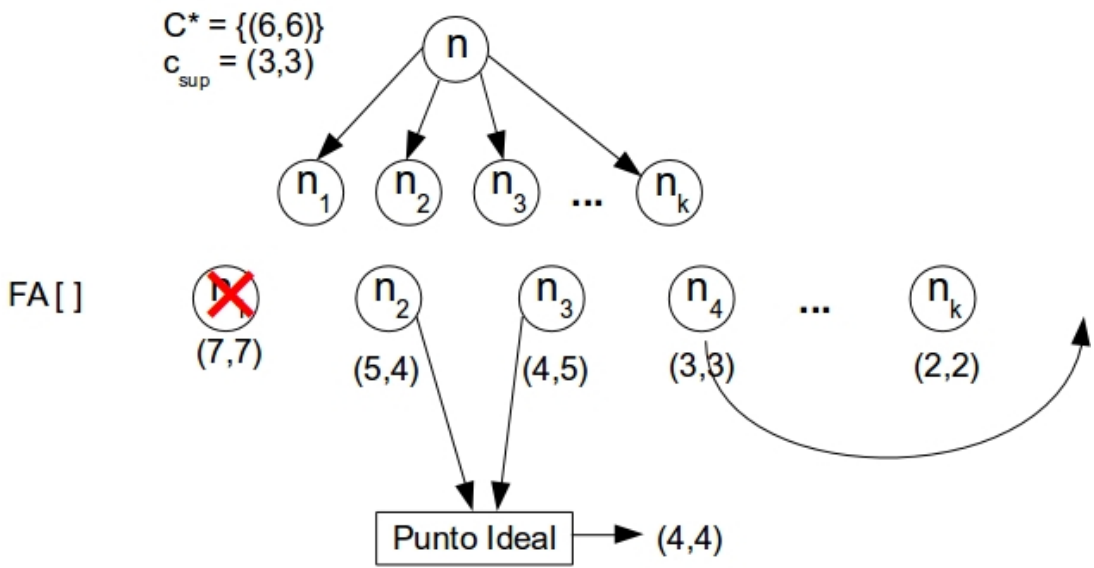 C* = {(6,6)}
c_sup = (3,3)
n
n_1 n_2 n_3 ... n_k
FA [ ] n_1 n_2 n_3 n_4 ... n_k
(7,7) (5,4) (4,5) (3,3) (2,2)
Punto Ideal (4,4)